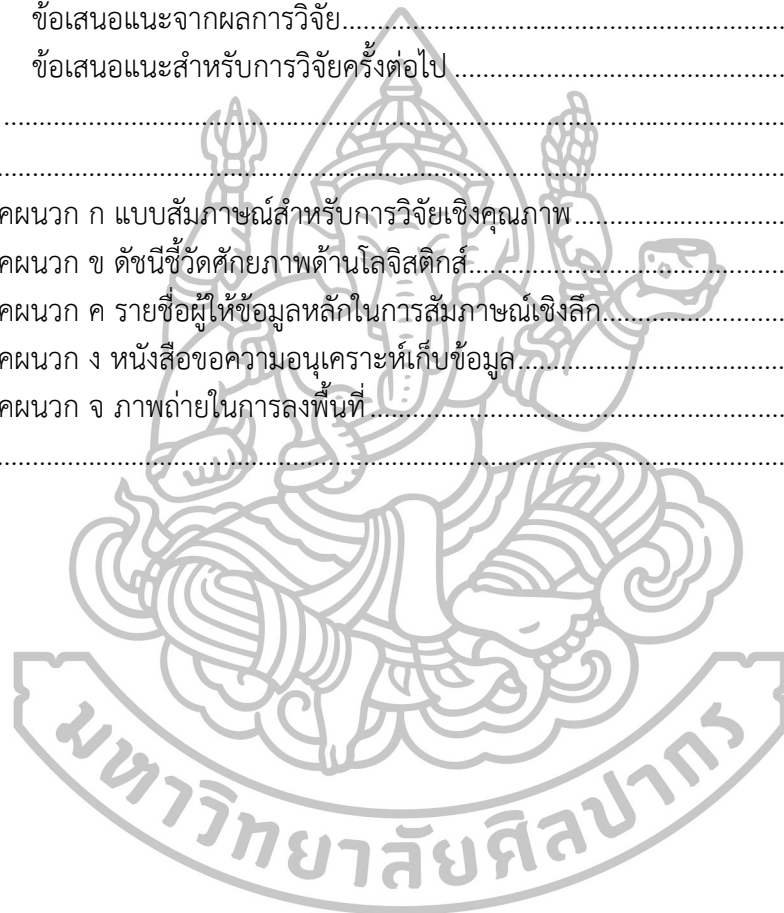 ข้อเสนอแนะจากผลการวิจัย..........................................................
ข้อเสนอแนะสำหรับการวิจัยครั้งต่อไป ............................................
....................................................................................................
....................................................................................................
คผนวก ก แบบสัมภาษณ์สำหรับการวิจัยเชิงคุณภาพ...........................
คผนวก ข ดัชนีชี้วัดศักยภาพด้านโลจิสติกส์........................................
คผนวก ค รายชื่อผู้ให้ข้อมูลหลักในการสัมภาษณ์เชิงลึก.......................
คผนวก ง หนังสือขอความอนุเคราะห์เก็บข้อมูล...................................
คผนวก จ ภาพถ่ายในการลงพื้นที่ .....................................................
....................................................................................................
มหาวิทยาลัยศิลปากร